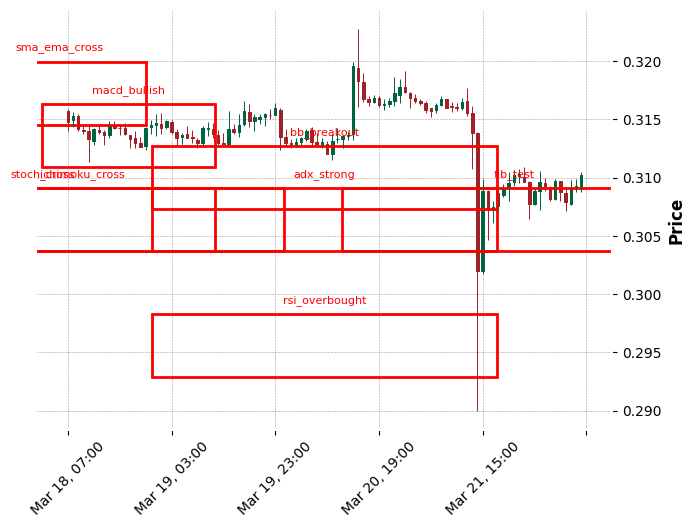 sma_ema_cross
macd_bullish
bb_breakout
adx_strong
fib_test
rsi_overbought
0.320
0.315
0.310
0.305
0.300
0.295
0.290
Price
Mar 18, 07:00
Mar 19, 03:00
Mar 19, 23:00
Mar 20, 19:00
Mar 21, 15:00